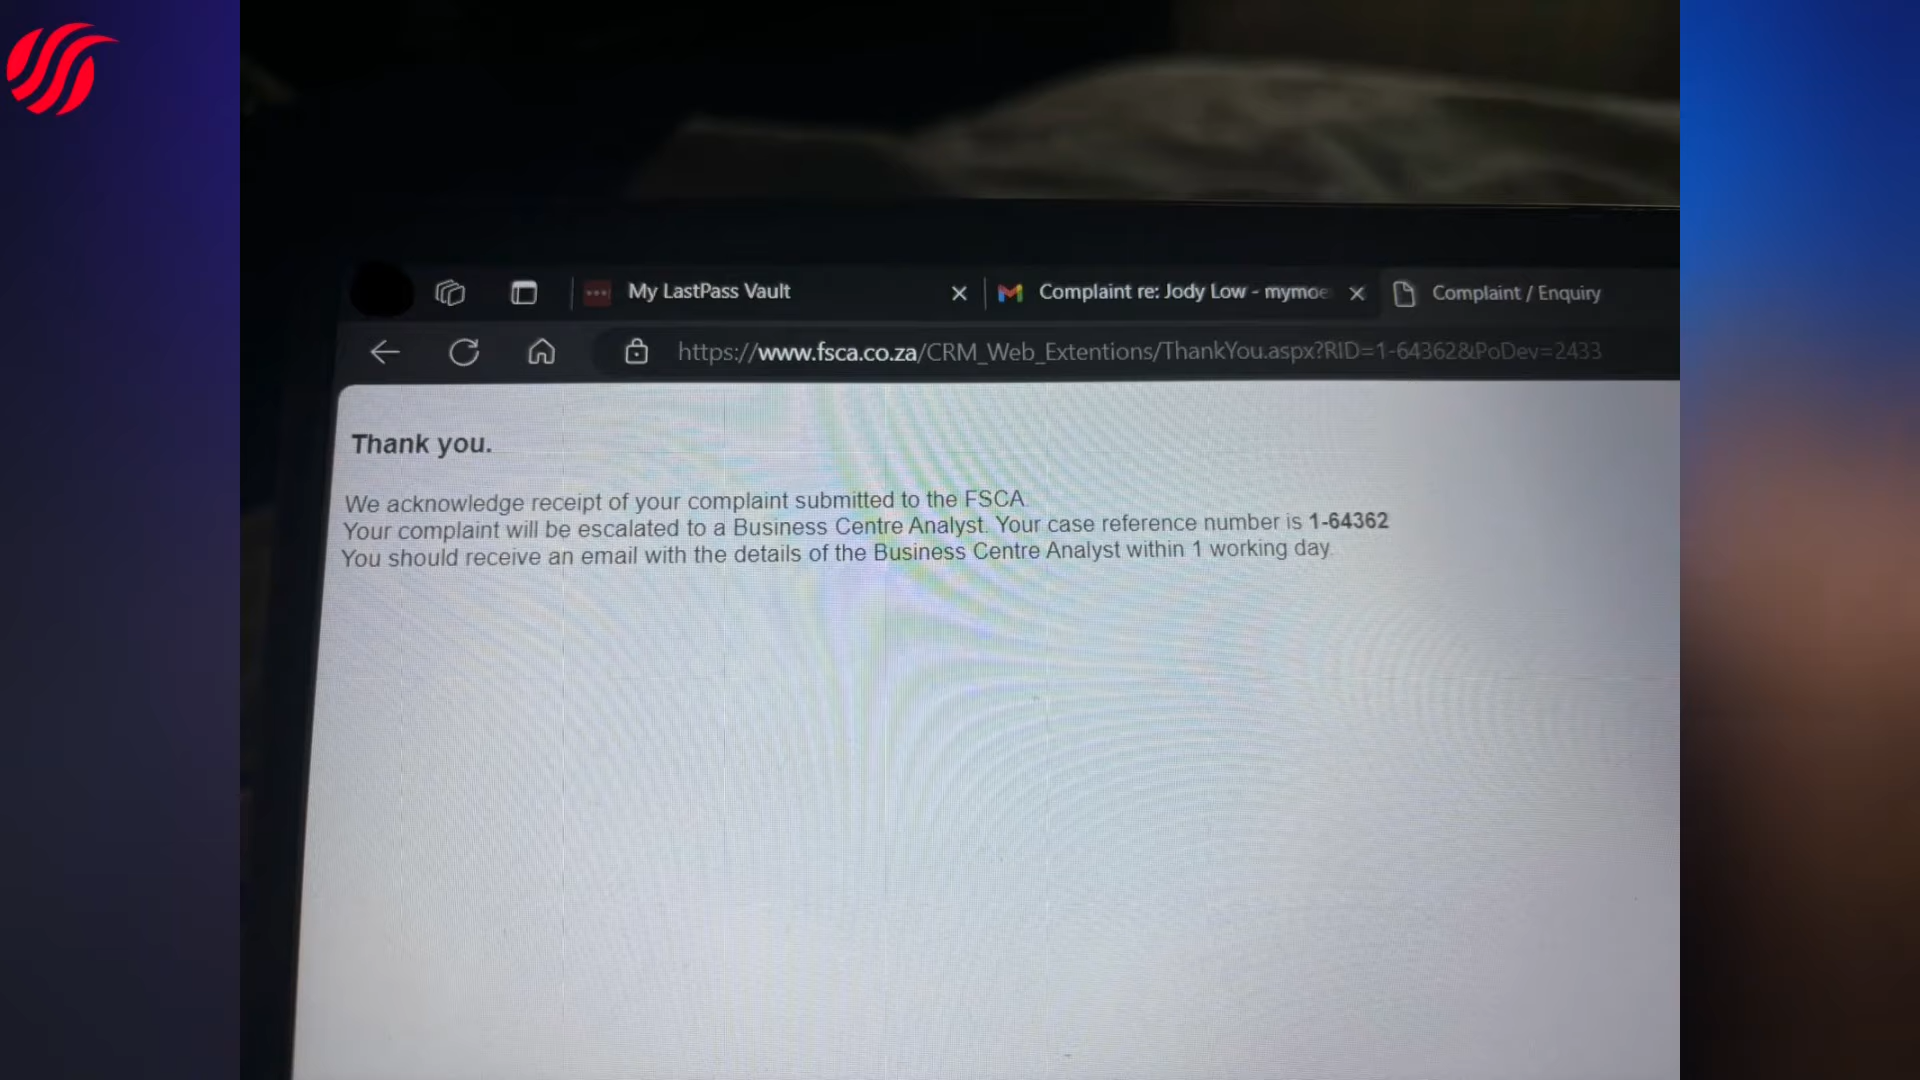 My LastPass Vault
Complaint re: Jody Low - mymoe
Complaint / Enquiry
https://www.fsca.co.za/CRM_Web_Extentions/ThankYou.aspx?RID=1-64362&PoDev=2433
Thank you.
We acknowledge receipt of your complaint submitted to the FSCA.
Your complaint will be escalated to a Business Centre Analyst. Your case reference number is 1-64362
You should receive an email with the details of the Business Centre Analyst within 1 working day.